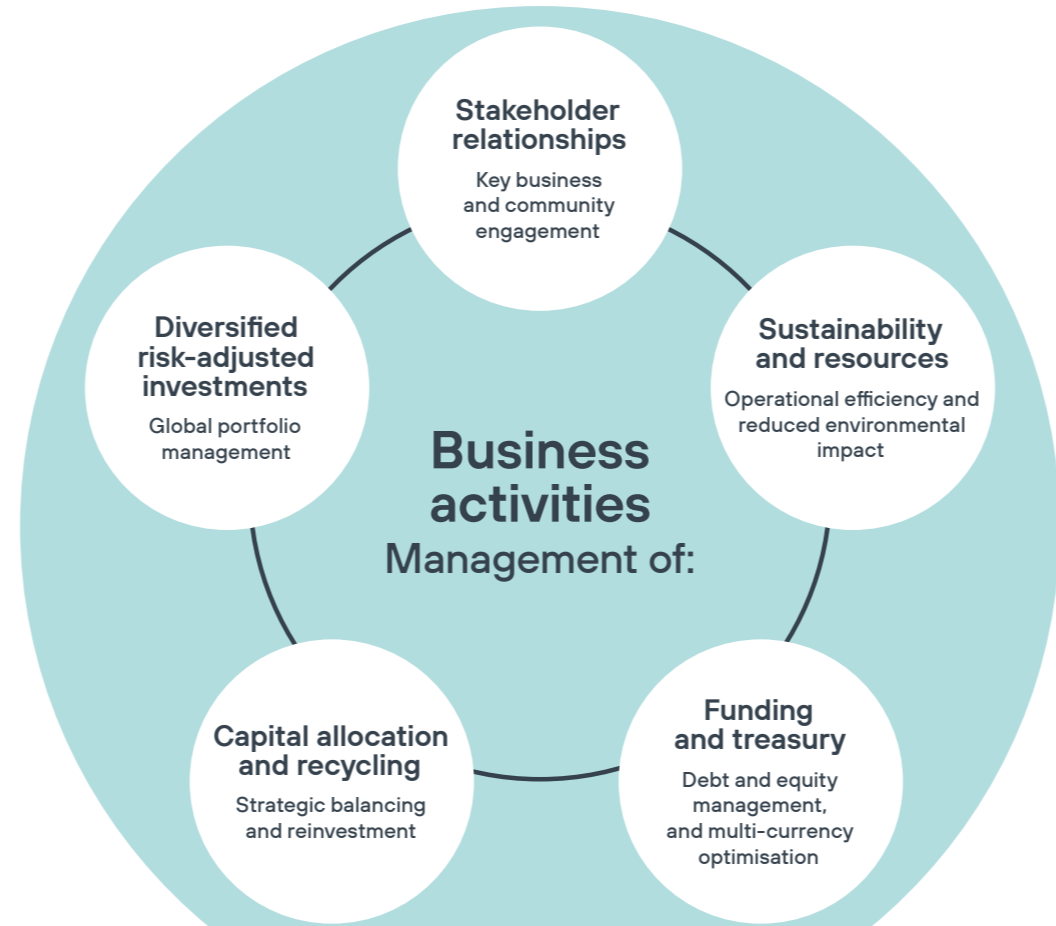 Stakeholder
relationships
Key business
and community
engagement
Diversified
risk-adjusted
investments
Global portfolio
management
Sustainability
and resources
Operational efficiency and
reduced environmental
impact
Business
activities
Management of:
Capital allocation
and recycling
Strategic balancing
and reinvestment
Funding
and treasury
Debt and equity
management,
and multi-currency
optimisation